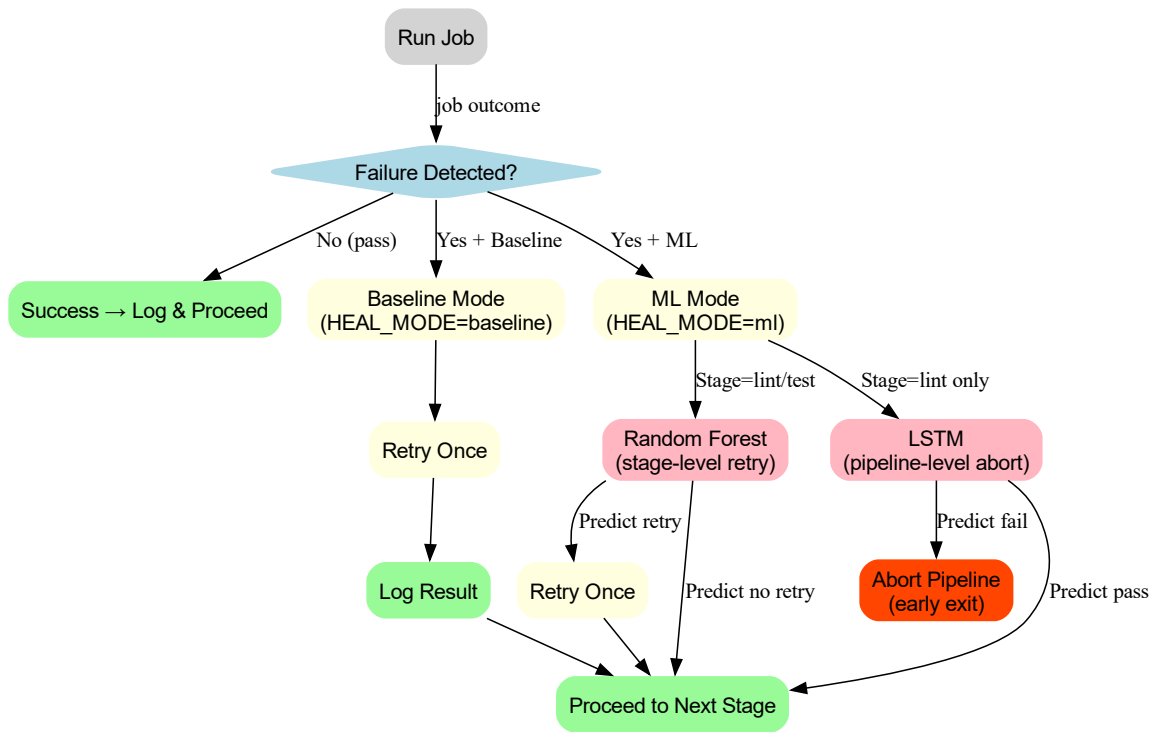 Run Job
job outcome
Failure Detected?
No (pass)
Yes + Baseline
Yes + ML
Success → Log & Proceed
Baseline Mode
(HEAL_MODE=baseline)
ML Mode
(HEAL_MODE=ml)
Stage=lint/test
Stage=lint only
Retry Once
Random Forest
(stage-level retry)
LSTM
(pipeline-level abort)
Predict retry
Predict fail
Log Result
Retry Once
Predict no retry
Abort Pipeline
(early exit)
Predict pass
Proceed to Next Stage